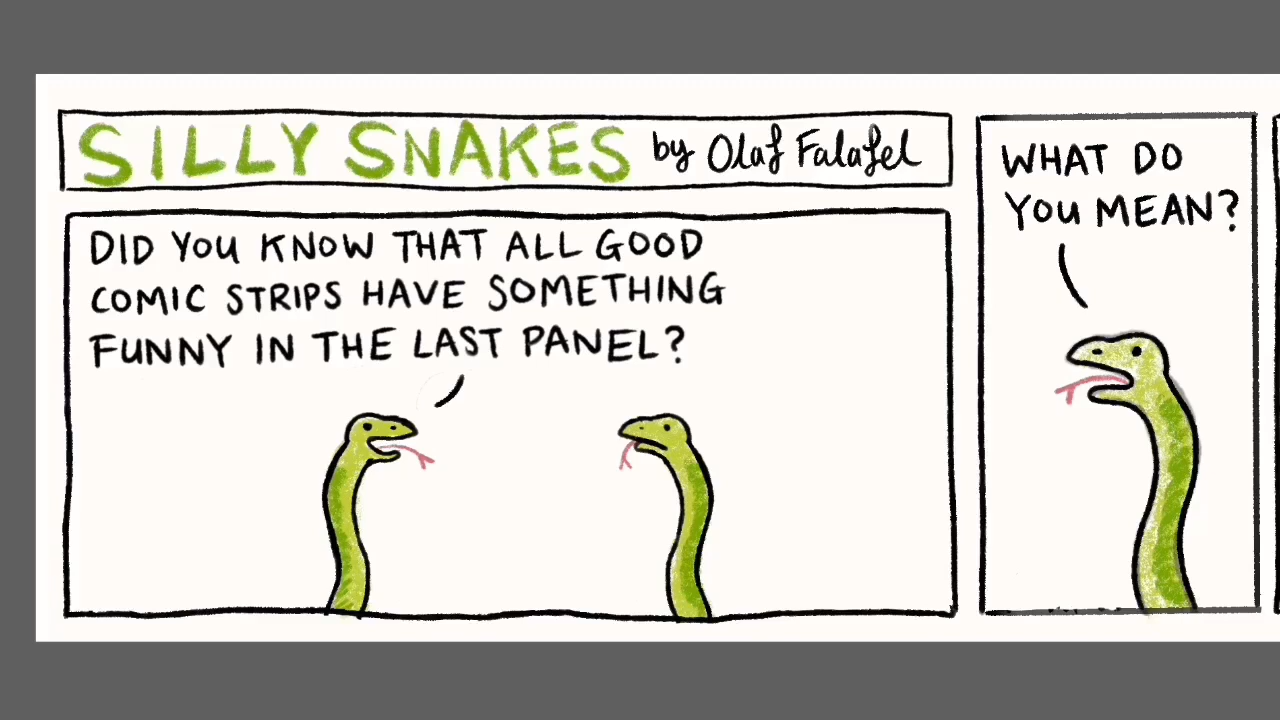 SILLY SNAKES by Olaf Falafel
DID YOU KNOW THAT ALL GOOD
COMIC STRIPS HAVE SOMETHING
FUNNY IN THE LAST PANEL?
WHAT DO
YOU MEAN?